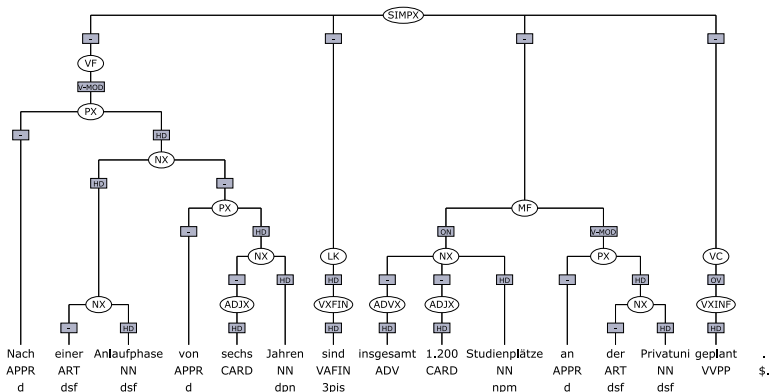 SIMPX
- - - -
VF
V-MOD
PX
- HD
NX
HD -
PX MF
- HD ON V-MOD
NX LK NX PX VC
- HD HD - - HD - HD OV
NX ADJX VXFIN ADVX ADJX NX VXINF
- HD HD HD HD HD - HD HD
Nach einer Anlaufphase von sechs Jahren sind insgesamt 1.200 Studienplätze an der Privatuni geplant .
APPR ART NN APPR CARD NN VAFIN ADV CARD NN APPR ART NN VVPP $.
d dsf dsf d dpn 3pis npm d dsf dsf